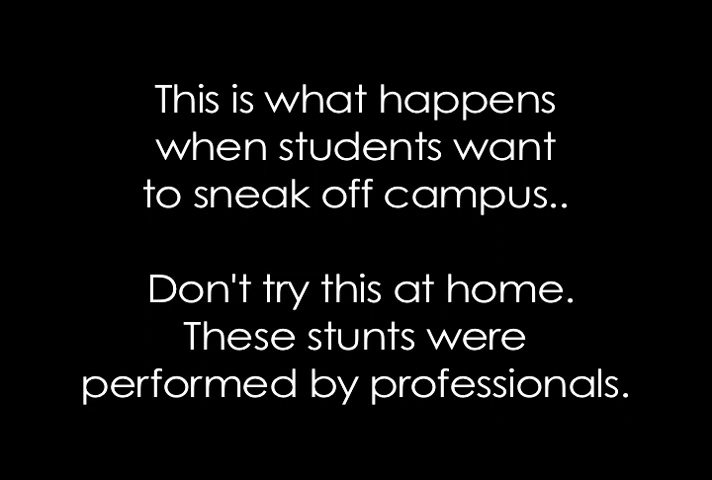 This is what happens
when students want
to sneak off campus..
Don't try this at home.
These stunts were
performed by professionals.